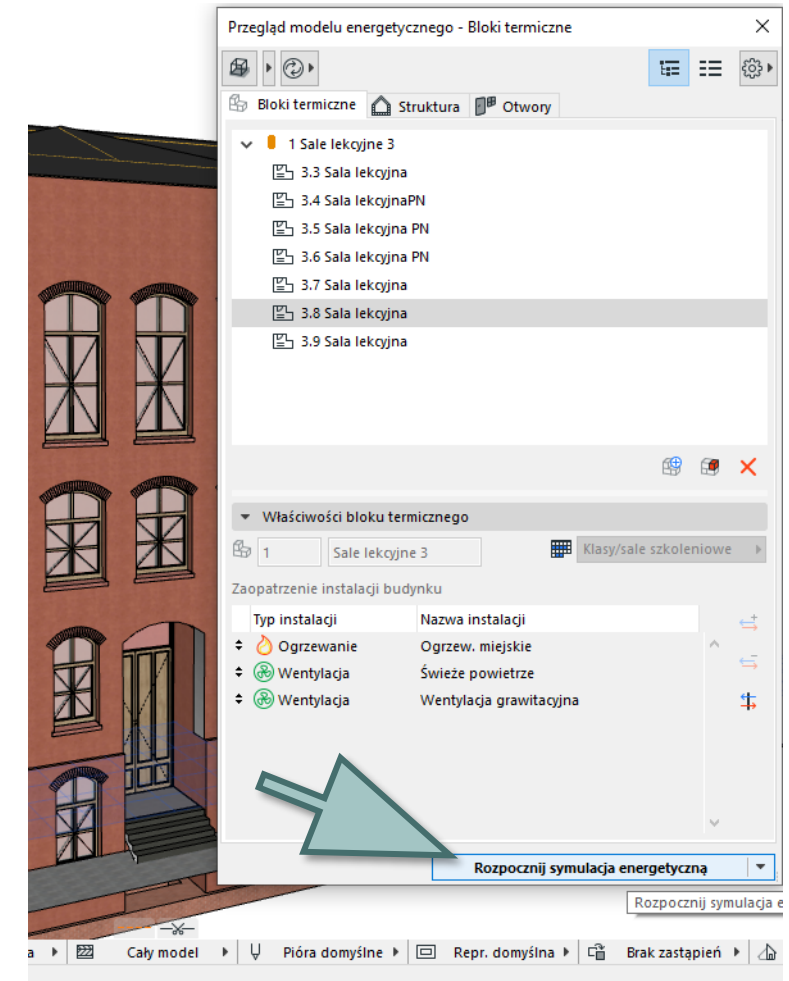 Przegląd modelu energetycznego - Bloki termiczne
Bloki termiczne Struktura Otwory
1 Sale lekcyjne 3
3.3 Sala lekcyjna
3.4 Sala lekcyjnaPN
3.5 Sala lekcyjna PN
3.6 Sala lekcyjna PN
3.7 Sala lekcyjna
3.8 Sala lekcyjna
3.9 Sala lekcyjna
Właściwości bloku termicznego
1 Sale lekcyjne 3 Klasy/sale szkoleniowe
Zaopatrzenie instalacji budynku
Typ instalacji Nazwa instalacji
Ogrzewanie Ogrzew. miejskie
Wentylacja Świeże powietrze
Wentylacja Wentylacja grawitacyjna
Rozpocznij symulacja energetyczną
Rozpocznij symulacja e
a Cały model Pióra domyślne Repr. domyślna Brak zastąpień